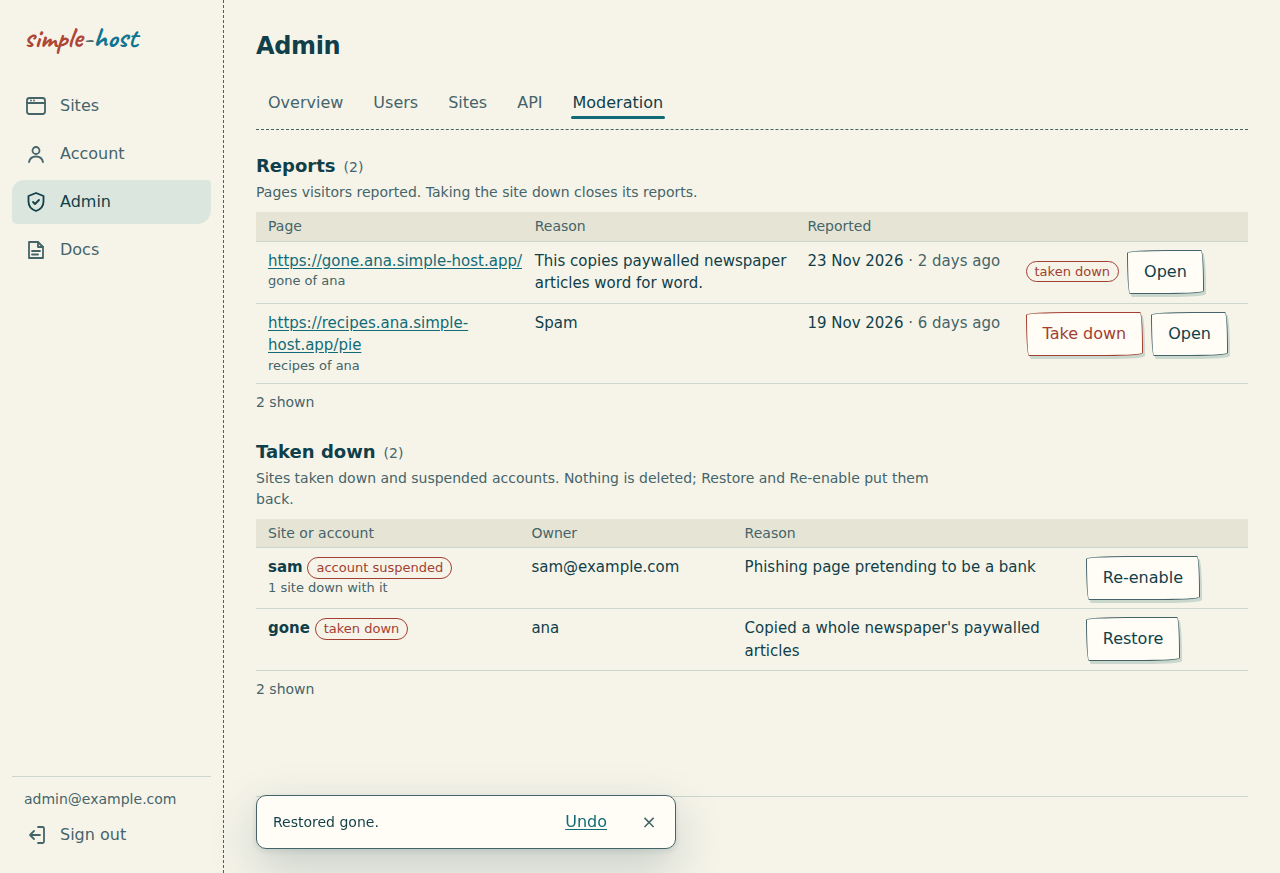 simple-host
Sites
Account
Admin
Docs
admin@example.com
Sign out
Admin
Overview Users Sites API Moderation
Reports (2)
Pages visitors reported. Taking the site down closes its reports.
Page Reason Reported
https://gone.ana.simple-host.app/ This copies paywalled newspaper 23 Nov 2026 · 2 days ago taken down Open
gone of ana articles word for word.
https://recipes.ana.simple- Spam 19 Nov 2026 · 6 days ago Take down Open
host.app/pie
recipes of ana
2 shown
Taken down (2)
Sites taken down and suspended accounts. Nothing is deleted; Restore and Re-enable put them
back.
Site or account Owner Reason
sam account suspended sam@example.com Phishing page pretending to be a bank Re-enable
1 site down with it
gone taken down ana Copied a whole newspaper's paywalled Restore
articles
2 shown
Restored gone. Undo ×